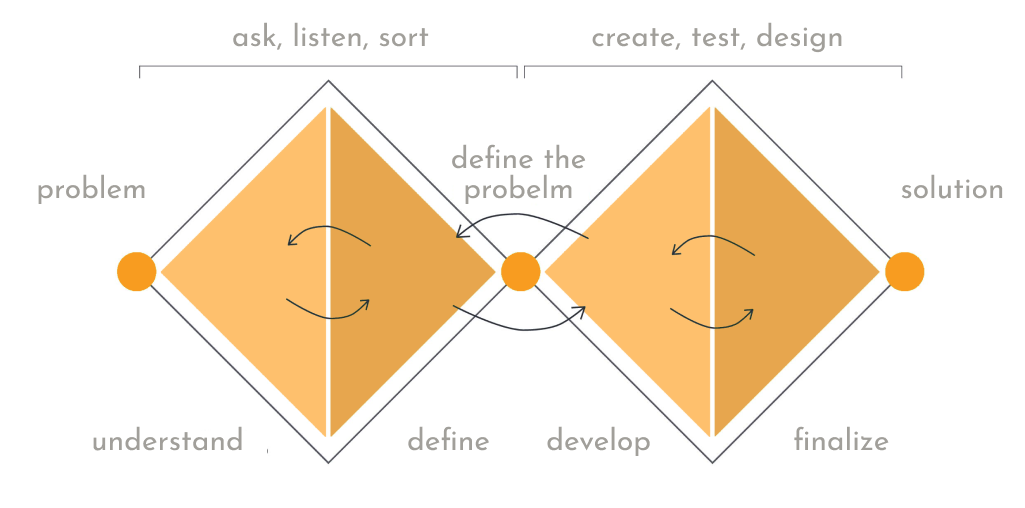 ask, listen, sort
create, test, design
define the
probelm
problem
solution
understand
define
develop
finalize